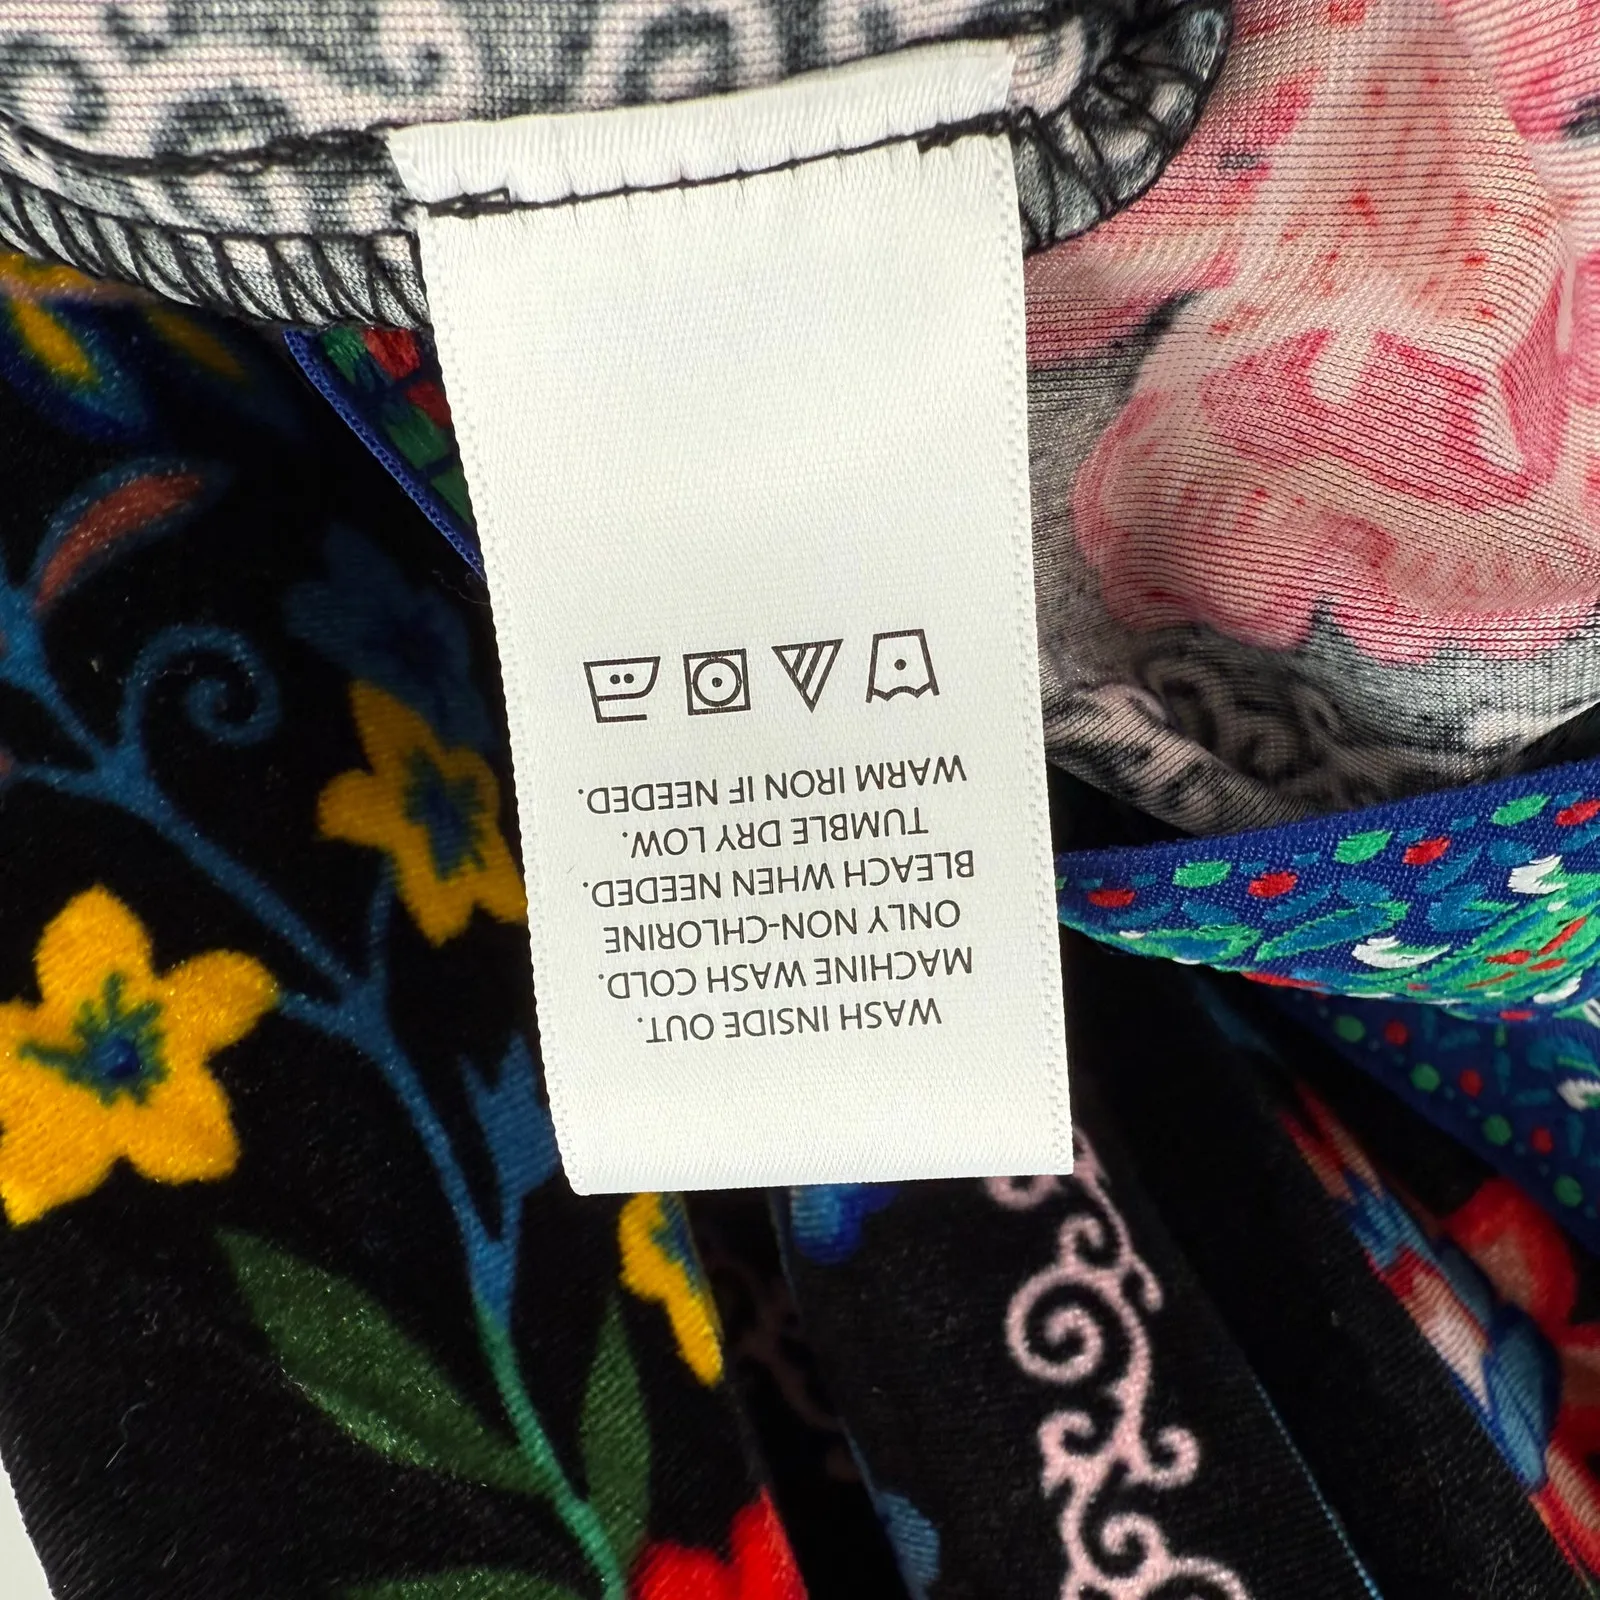 WASH INSIDE OUT.
MACHINE WASH COLD.
ONLY NON-CHLORINE
BLEACH WHEN NEEDED.
TUMBLE DRY LOW.
WARM IRON IF NEEDED.